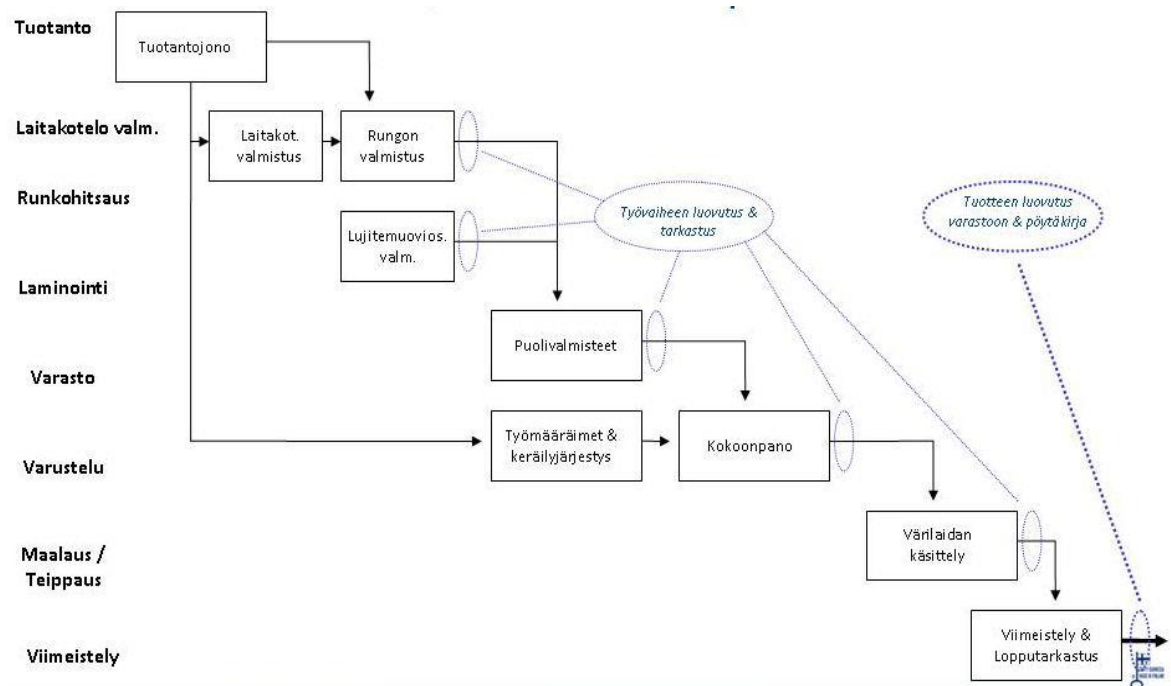 Tuotanto
Tuotantojono
Laitakotelo valm.
Laitakot.
valmistus
Rungon
valmistus
Runkohitsaus
Työvaiheen luovutus &
tarkastus
Tuotteen luovutus
varastoon & pöytäkirja
Lujitemuovios.
valm.
Laminointi
Puolivalmisteet
Varasto
Työmääräimet &
keräilyjärjestys
Kokoonpano
Varustelu
Värilaidan
käsittely
Maalaus /
Teippaus
Viimeistely &
Lopputarkastus
Viimeistely